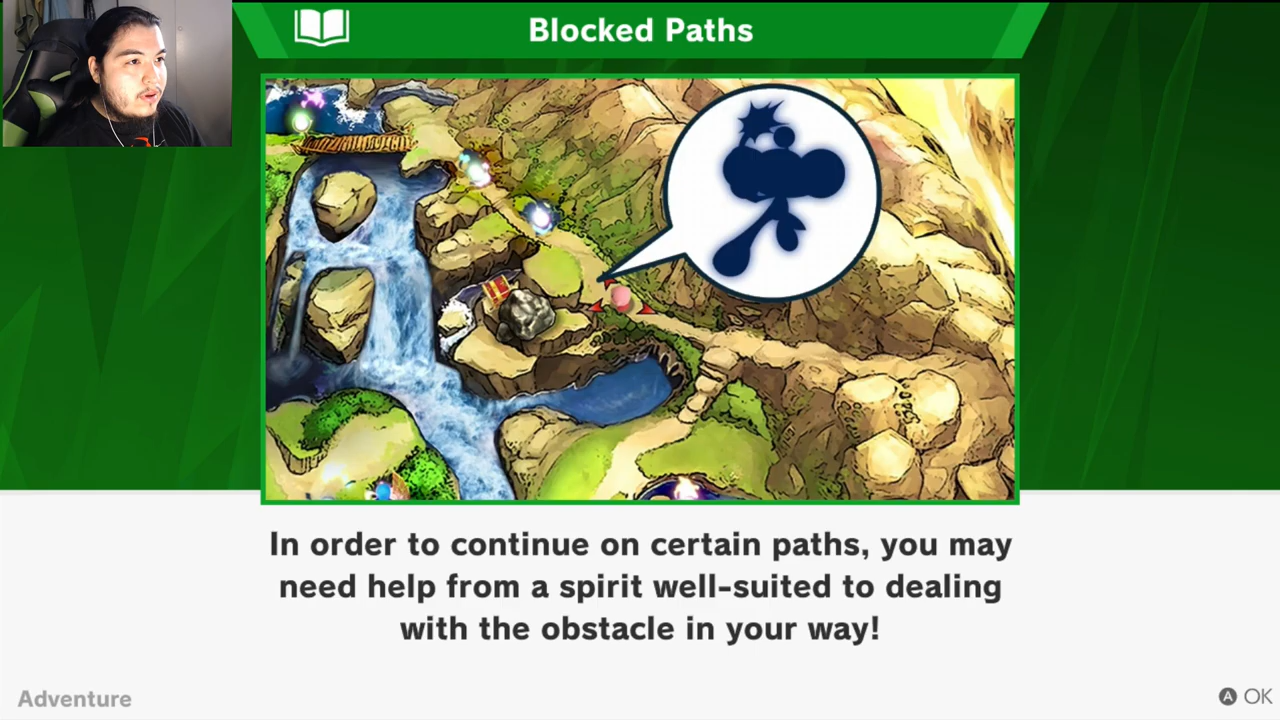 Blocked Paths
In order to continue on certain paths, you may
need help from a spirit well-suited to dealing
with the obstacle in your way!
Adventure
A OK